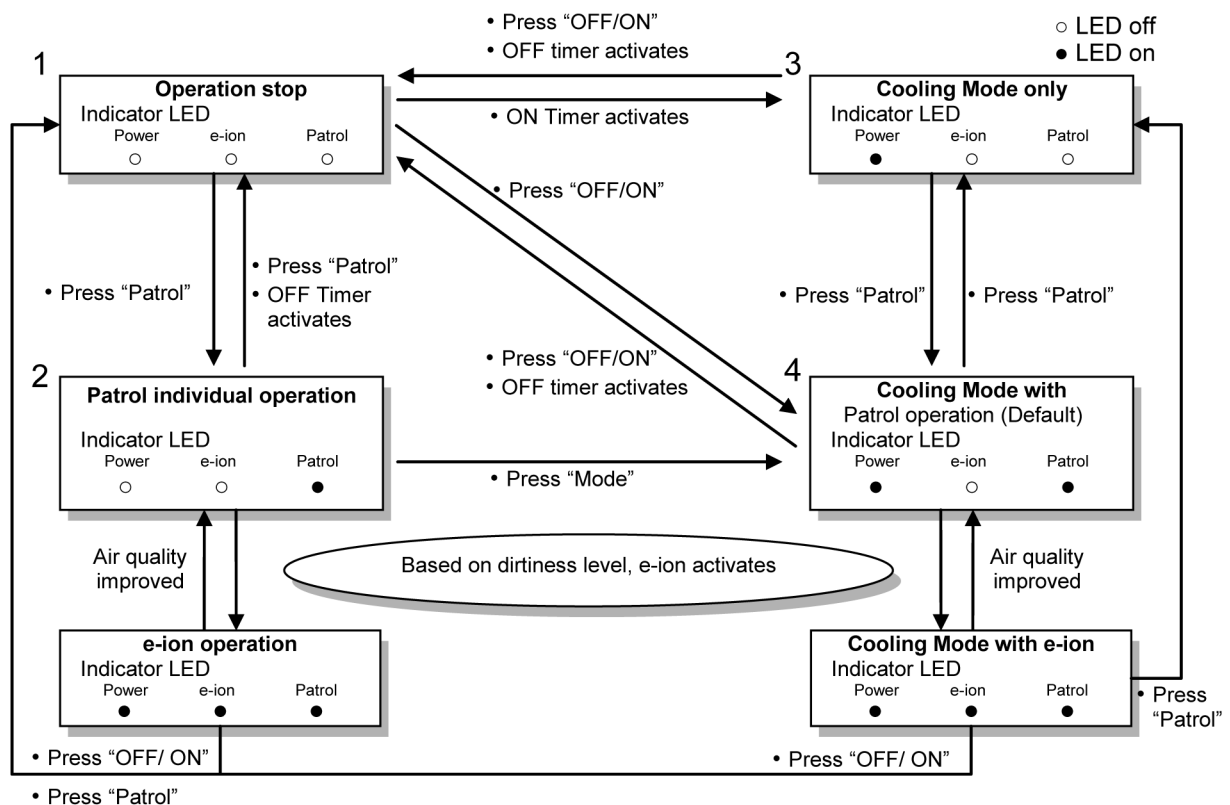 • Press “OFF/ON”
• OFF timer activates
○ LED off
● LED on
1
Operation stop
Indicator LED
Power e-ion Patrol
• ON Timer activates
3
Cooling Mode only
Indicator LED
Power e-ion Patrol
• Press “OFF/ON”
• Press “Patrol”
• Press “Patrol”
• OFF Timer
activates
• Press “Patrol”
• Press “Patrol”
• Press “OFF/ON”
• OFF timer activates
2
Patrol individual operation
Indicator LED
Power e-ion Patrol
• Press “Mode”
4
Cooling Mode with
Patrol operation (Default)
Indicator LED
Power e-ion Patrol
Air quality
improved
Based on dirtiness level, e-ion activates
Air quality
improved
e-ion operation
Indicator LED
Power e-ion Patrol
Cooling Mode with e-ion
Indicator LED
Power e-ion Patrol
• Press
“Patrol”
• Press “OFF/ ON”
• Press “Patrol”
• Press “OFF/ ON”